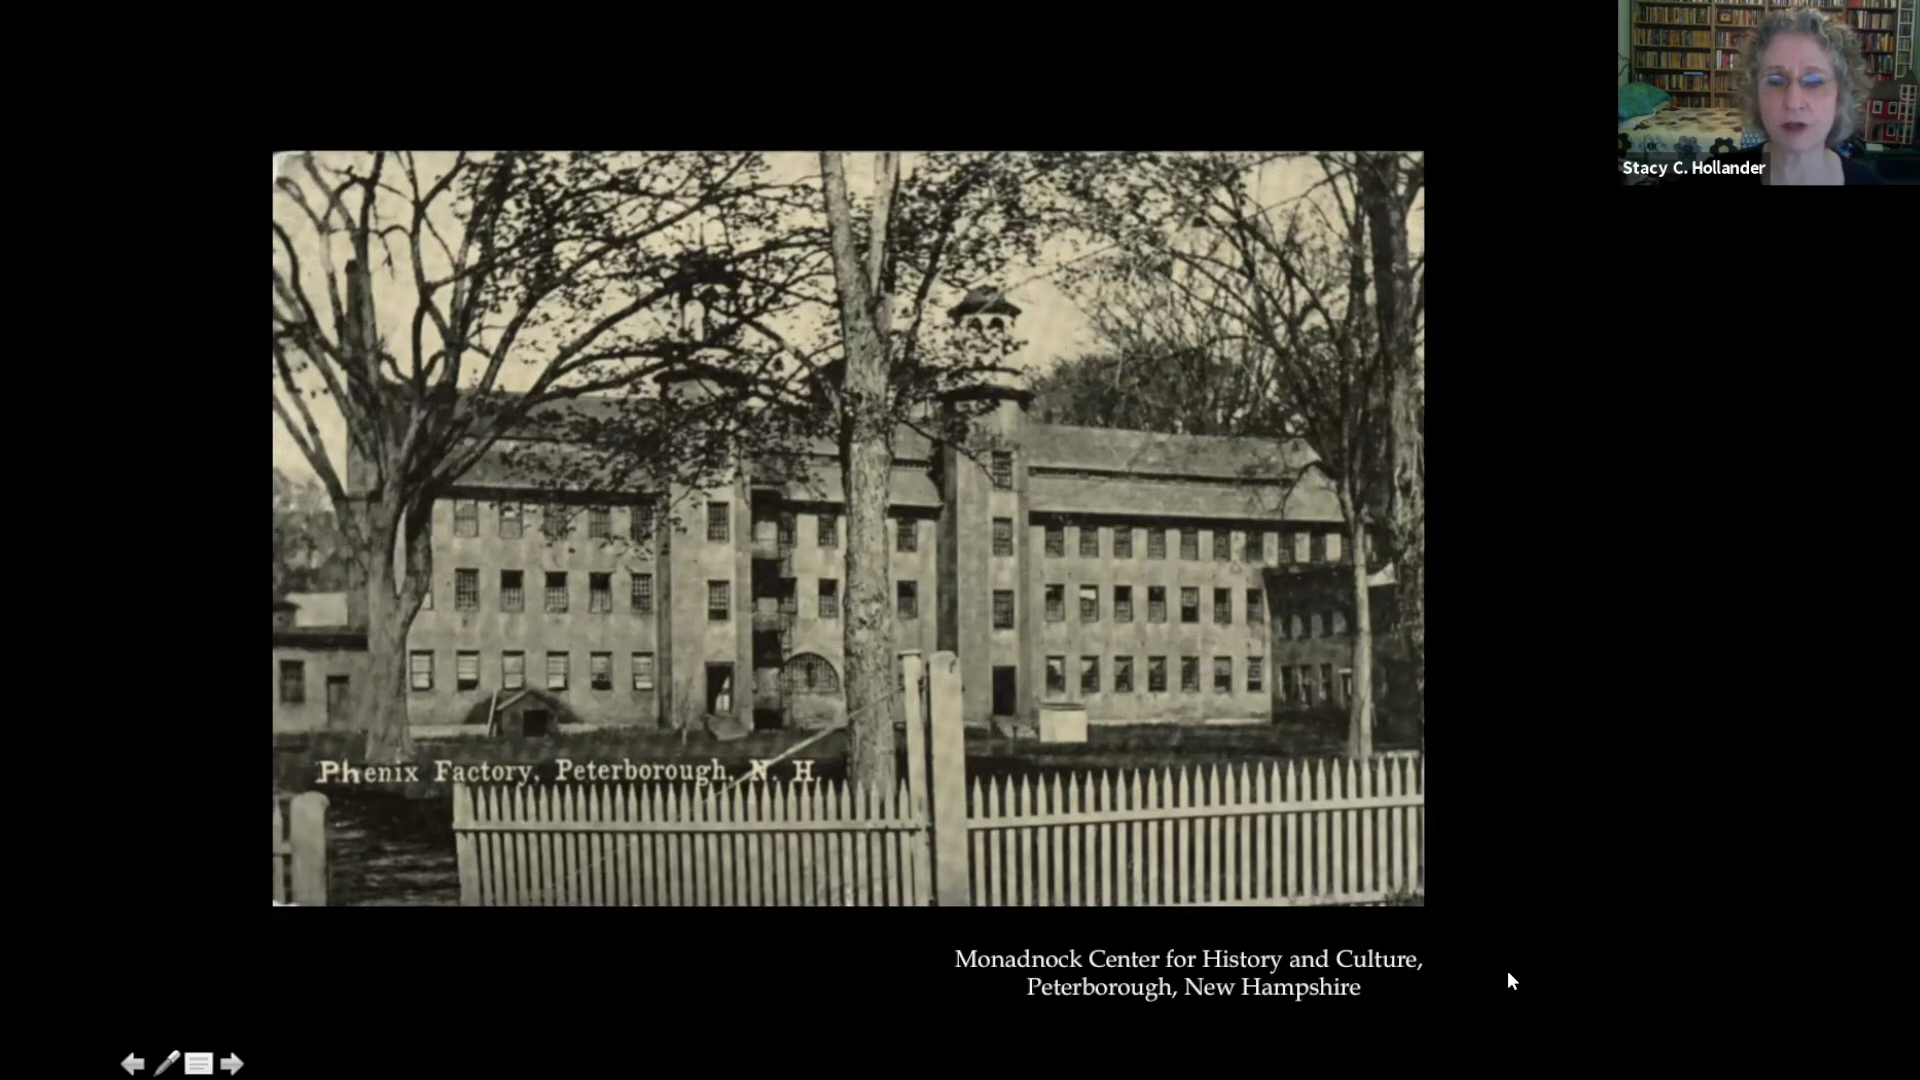 Stacy C. Hollander
Phenix Factory, Peterborough, N. H.
Monadnock Center for History and Culture,
Peterborough, New Hampshire